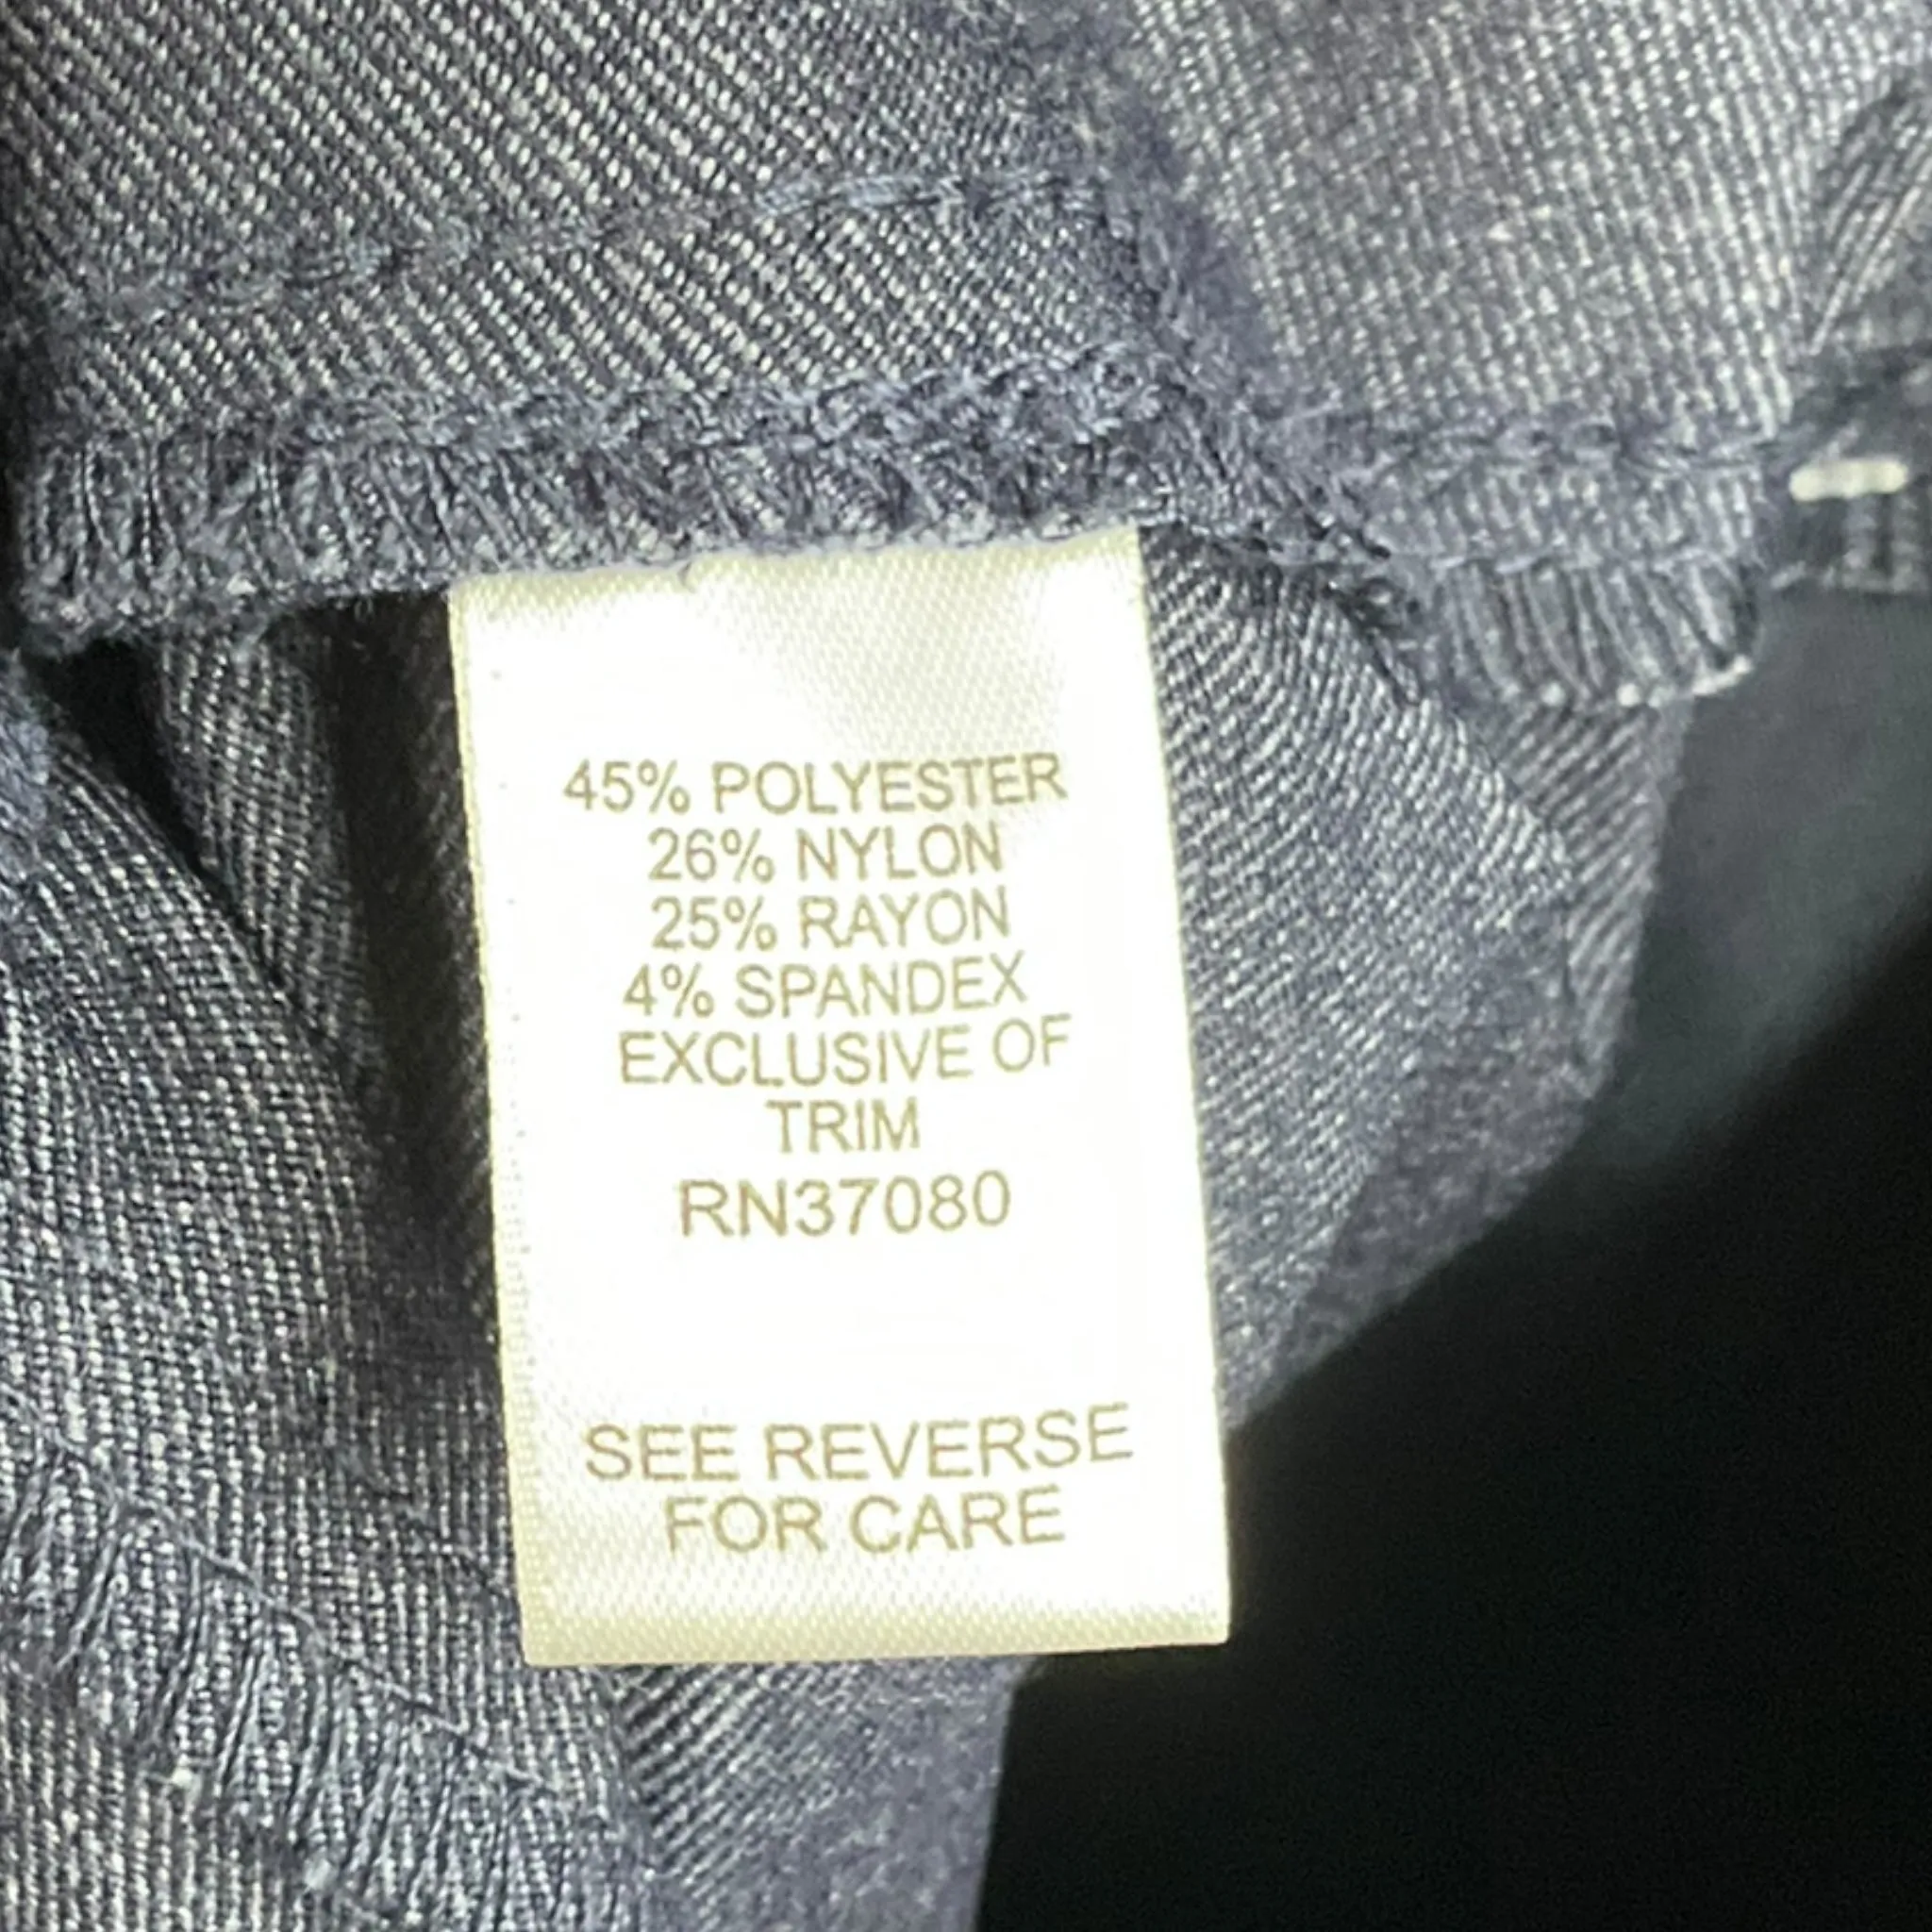 45% POLYESTER
26% NYLON
25% RAYON
4% SPANDEX
EXCLUSIVE OF
TRIM
RN37080
SEE REVERSE
FOR CARE